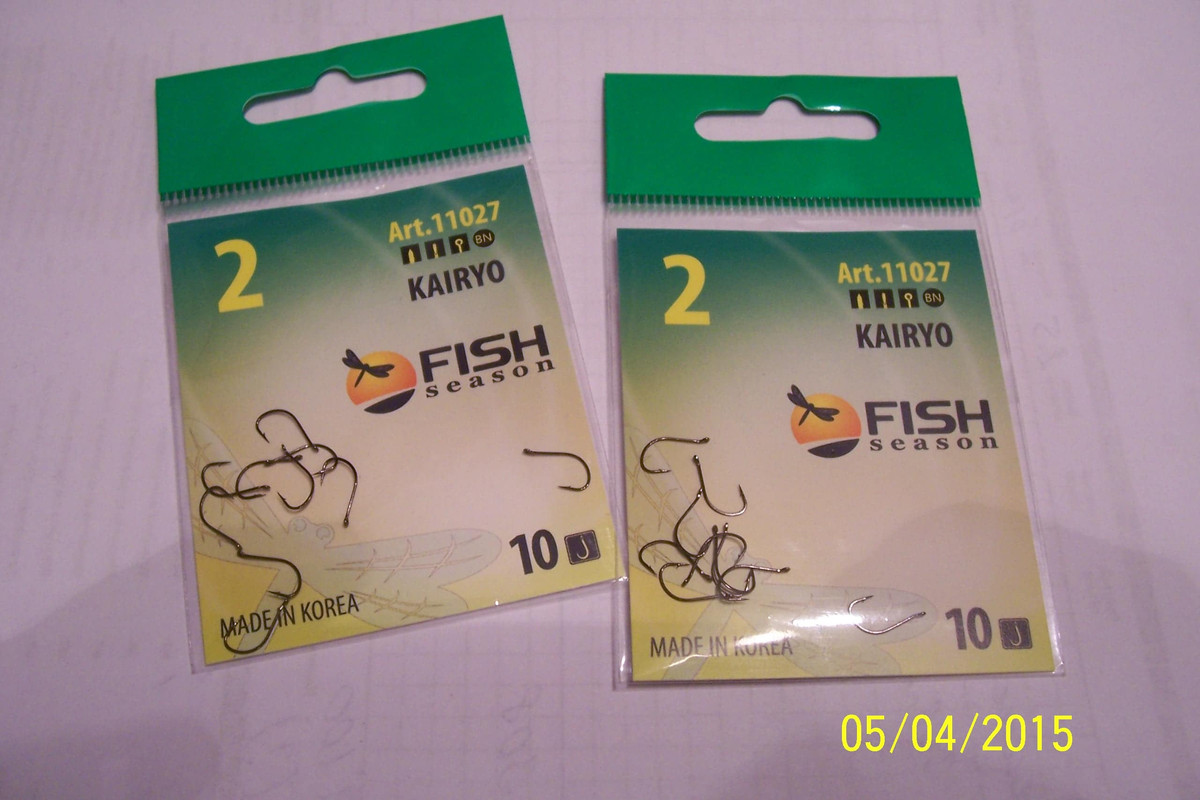 2
Art.11027
BN
KAIRYO
FISH
season
10
MADE IN KOREA
2
Art.11027
BN
KAIRYO
FISH
season
10
MADE IN KOREA
05/04/2015